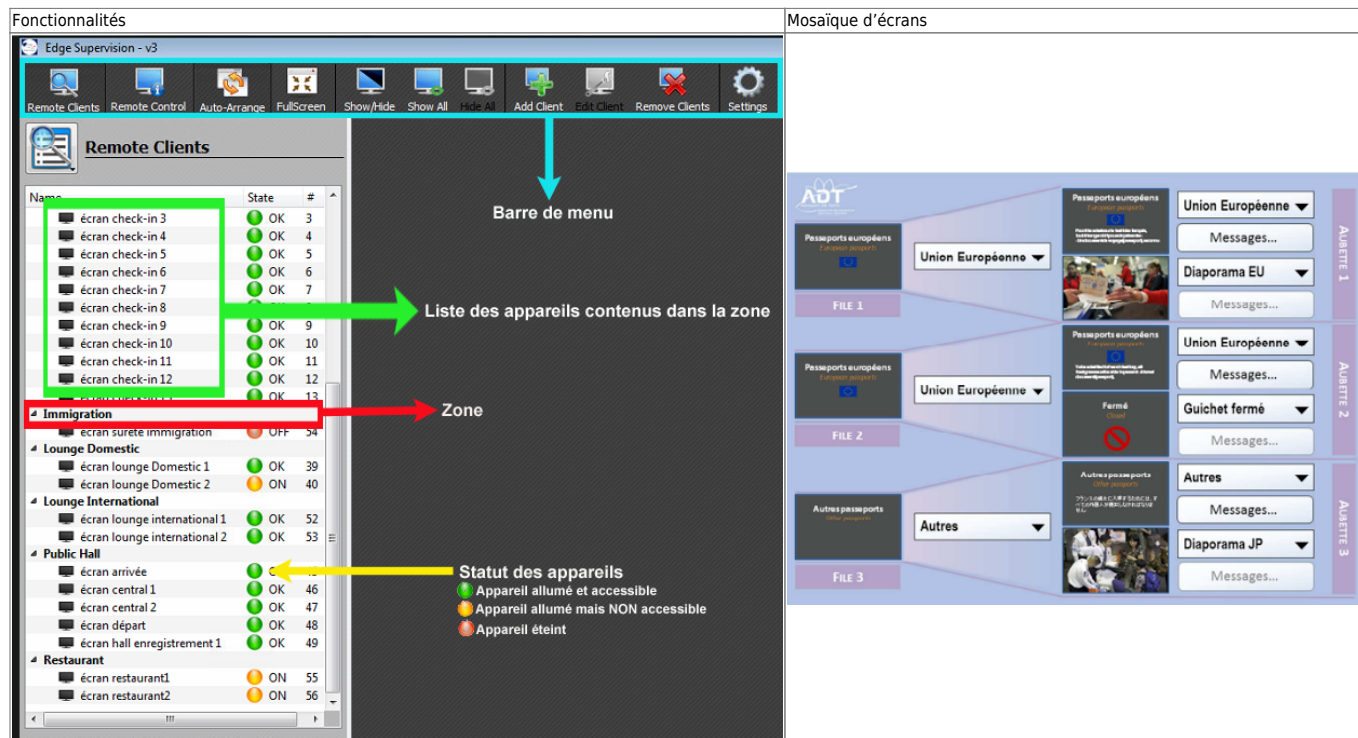 Fonctionnalités
Mosaïque d’écrans
Edge Supervision - v3
Remote Clients Remote Control Auto-Arrange FullScreen Show/Hide Show All Hide All Add Client Edit Client Remove Clients Settings
Remote Clients
Name State #
écran check-in 3 OK 3
écran check-in 4 OK 4
écran check-in 5 OK 5
écran check-in 6 OK 6
écran check-in 7 OK 7
écran check-in 8
écran check-in 9 OK 9
écran check-in 10 OK 10
écran check-in 11 OK 11
écran check-in 12 OK 12
OK 13
Immigration
écran sureté immigration OFF 54
Lounge Domestic
écran lounge Domestic 1 OK 39
écran lounge Domestic 2 ON 40
Lounge International
écran lounge international 1 OK 52
écran lounge international 2 OK 53
Public Hall
écran arrivée
écran central 1 OK 46
écran central 2 OK 47
écran départ OK 48
écran hall enregistrement 1 OK 49
Restaurant
écran restaurant1 ON 55
écran restaurant2 ON 56
Barre de menu
Liste des appareils contenus dans la zone
Zone
Statut des appareils
Appareil allumé et accessible
Appareil allumé mais NON accessible
Appareil éteint
ADT
Passeports européens
European passports
Union Européenne
FILE 1
Passeports européens
European passports
Union Européenne
Messages...
Diaporama EU
Messages...
AUBETTE 1
Passeports européens
European passports
Union Européenne
FILE 2
Passeports européens
European passports
Union Européenne
Messages...
Fermé
Closed
Guichet fermé
Messages...
AUBETTE 2
Autres passeports
Other passports
Autres
FILE 3
Autres passeports
Other passports
Autres
Messages...
Diaporama JP
Messages...
AUBETTE 3